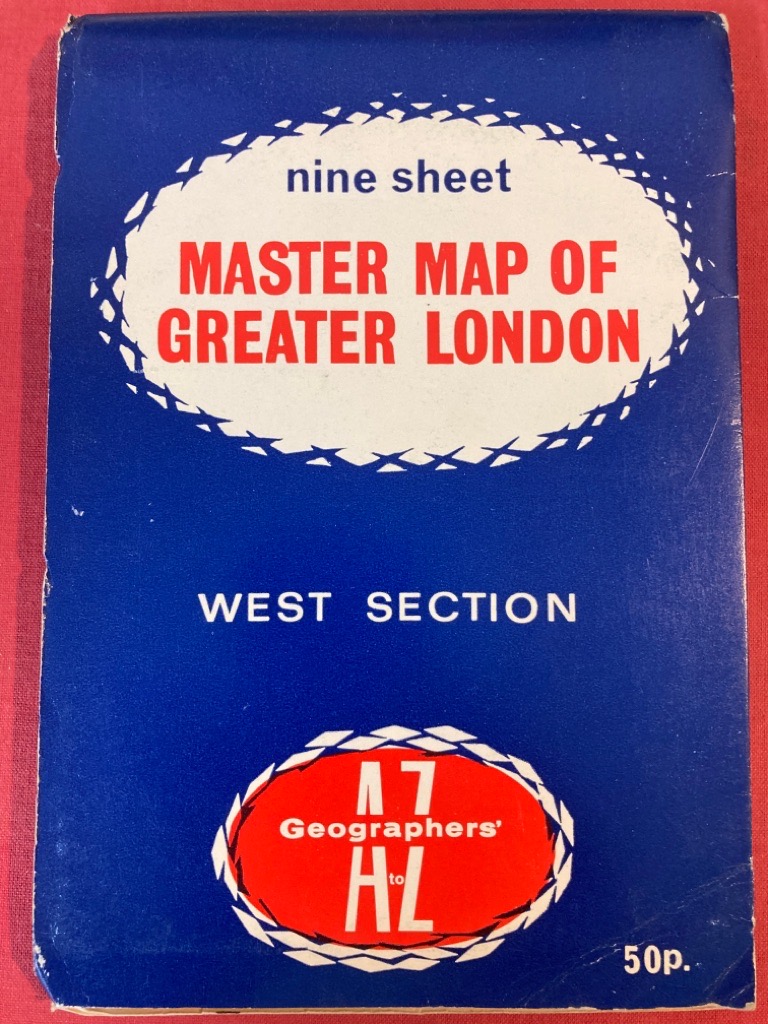 nine sheet
MASTER MAP OF
GREATER LONDON
WEST SECTION
A Z
Geographers'
to
50p.